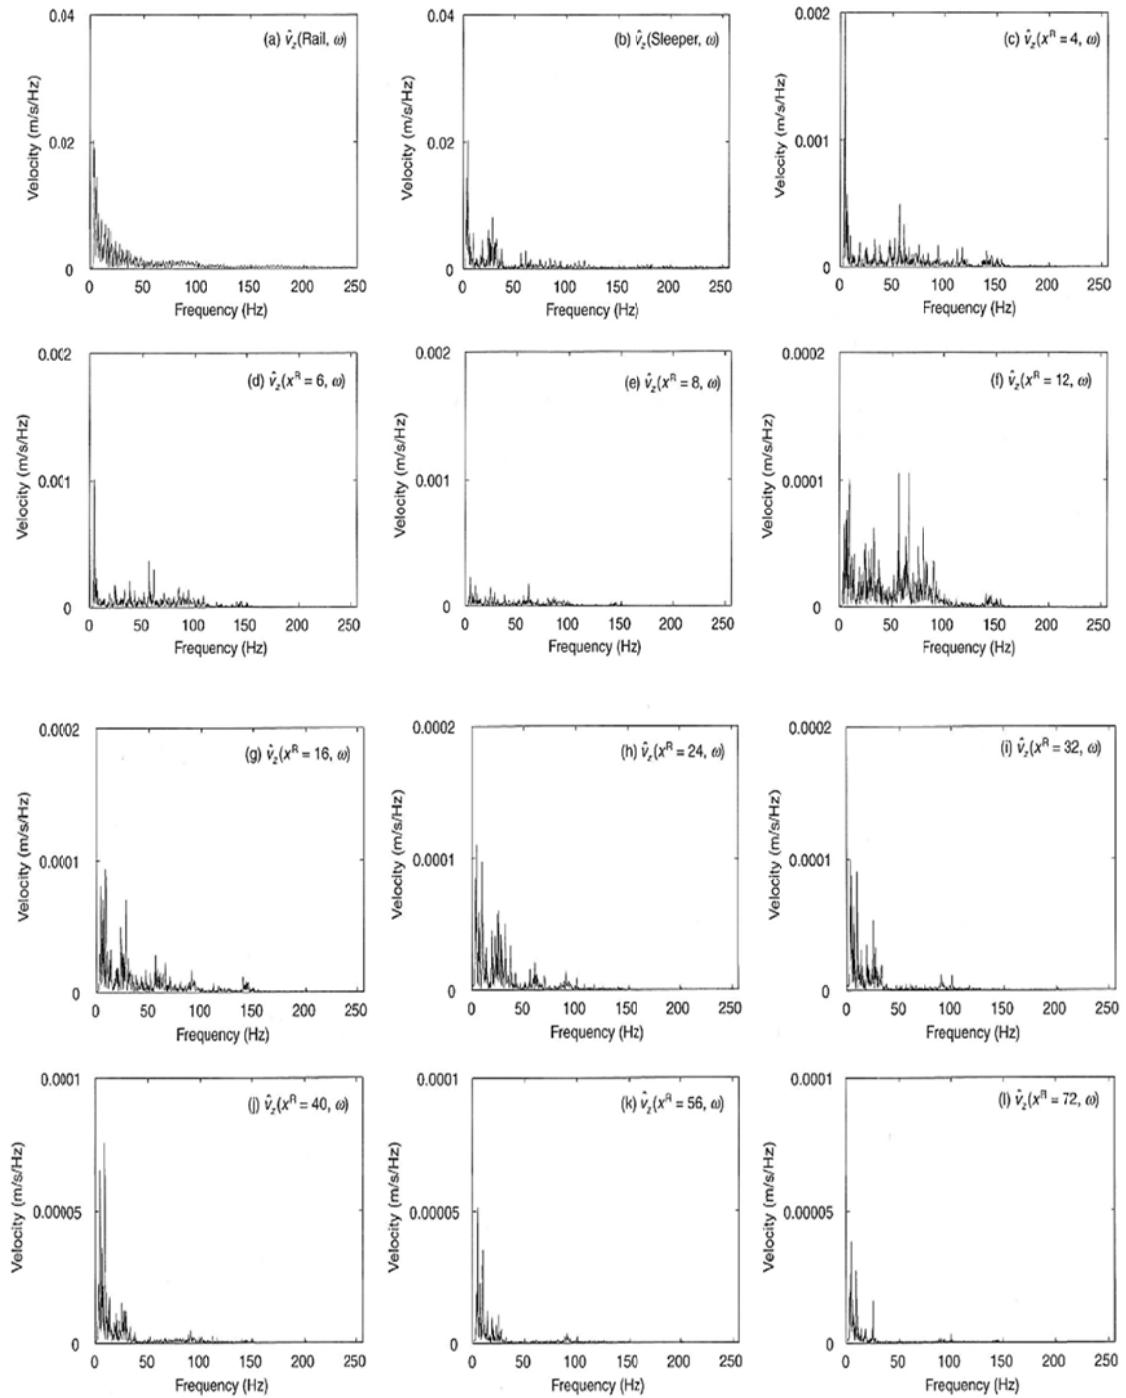 0.04
(a) v̂z(Rail, ω)
Velocity (m/s/Hz)
0.02
0
0 50 100 150 200 250
Frequency (Hz)
0.04
(b) v̂z(Sleeper, ω)
Velocity (m/s/Hz)
0.02
0
0 50 100 150 200 250
Frequency (Hz)
0.002
(c) v̂z(xR = 4, ω)
Velocity (m/s/Hz)
0.001
0
0 50 100 150 200 250
Frequency (Hz)
0.002
(d) v̂z(xR = 6, ω)
Velocity (m/s/Hz)
0.001
0
0 50 100 150 200 250
Frequency (Hz)
0.002
(e) v̂z(xR = 8, ω)
Velocity (m/s/Hz)
0.001
0
0 50 100 150 200 250
Frequency (Hz)
0.0002
(f) v̂z(xR = 12, ω)
Velocity (m/s/Hz)
0.0001
0
0 50 100 150 200 250
Frequency (Hz)
0.0002
(g) v̂z(xR = 16, ω)
Velocity (m/s/Hz)
0.0001
0
0 50 100 150 200 250
Frequency (Hz)
0.0002
(h) v̂z(xR = 24, ω)
Velocity (m/s/Hz)
0.0001
0
0 50 100 150 200 250
Frequency (Hz)
0.0002
(i) v̂z(xR = 32, ω)
Velocity (m/s/Hz)
0.0001
0
0 50 100 150 200 250
Frequency (Hz)
0.0001
(j) v̂z(xR = 40, ω)
Velocity (m/s/Hz)
0.00005
0
0 50 100 150 200 250
Frequency (Hz)
0.0001
(k) v̂z(xR = 56, ω)
Velocity (m/s/Hz)
0.00005
0
0 50 100 150 200 250
Frequency (Hz)
0.0001
(l) v̂z(xR = 72, ω)
Velocity (m/s/Hz)
0.00005
0
0 50 100 150 200 250
Frequency (Hz)